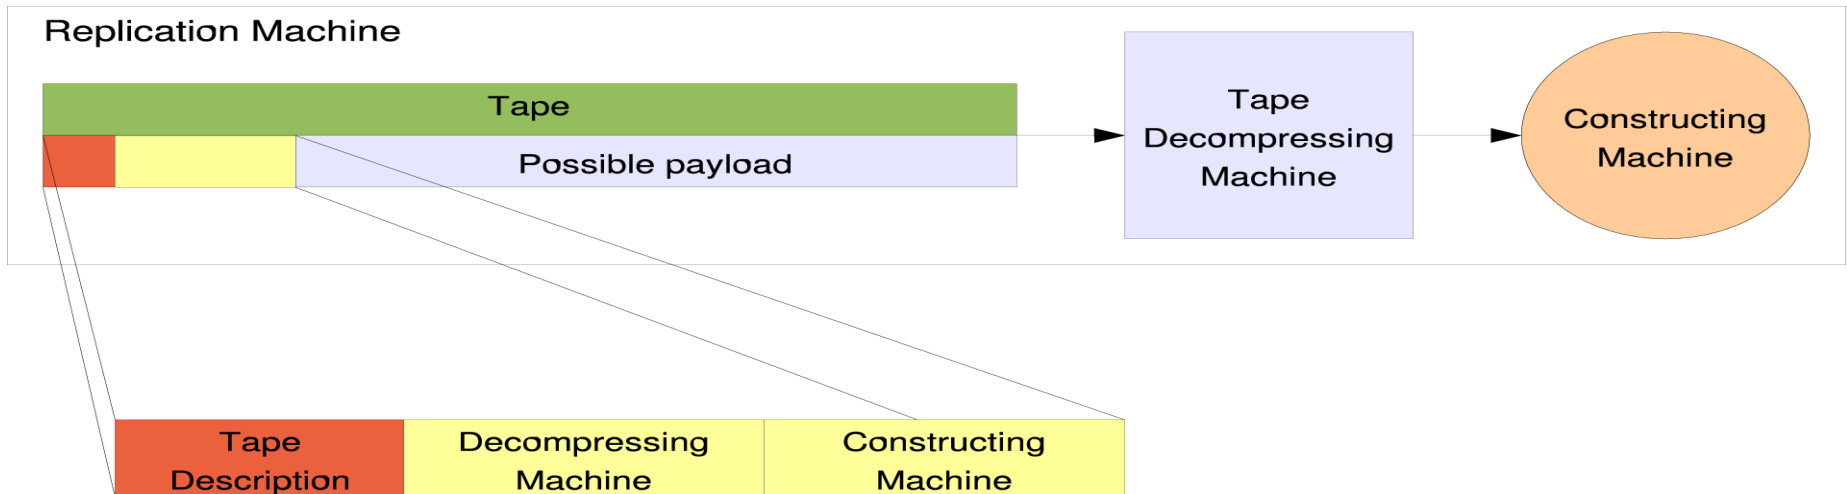 Replication Machine
Tape
Possible payload
Tape
Decompressing
Machine
Constructing
Machine
Tape
Description
Decompressing
Machine
Constructing
Machine